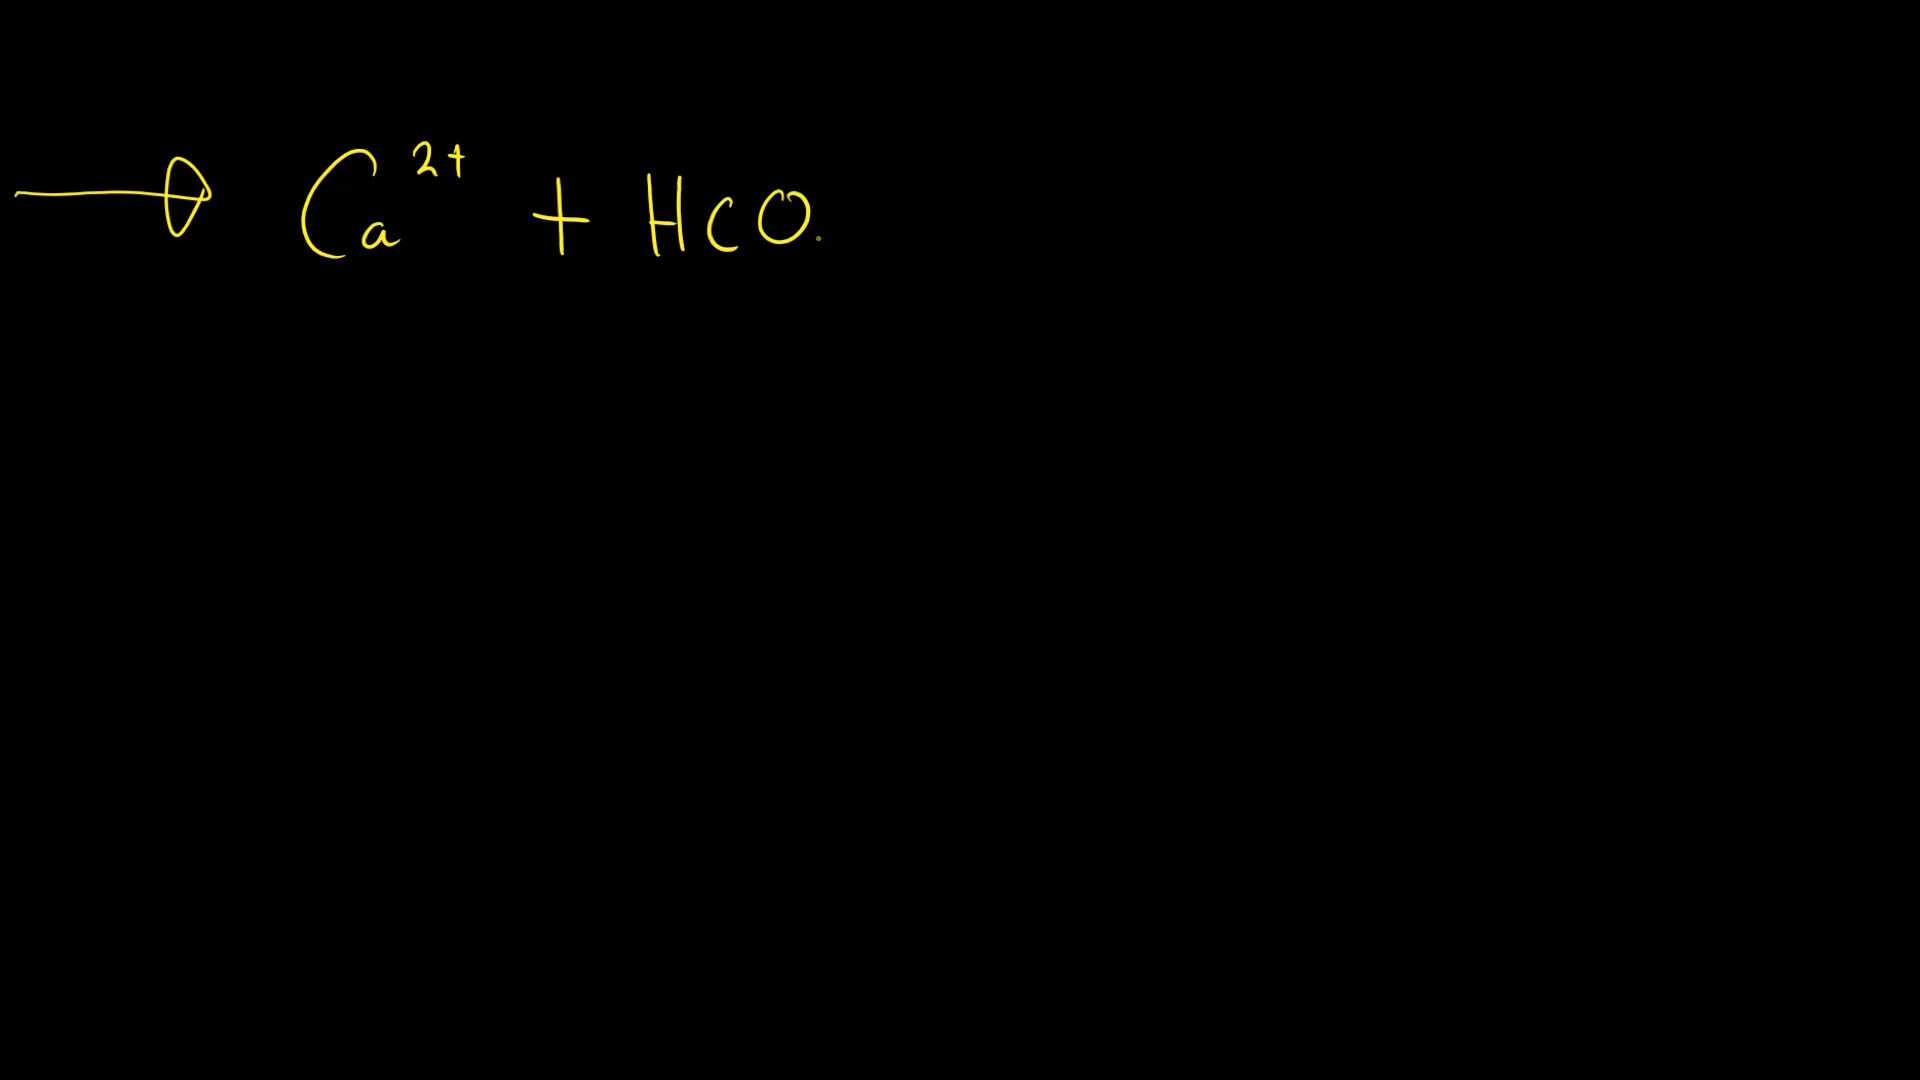 → Ca²⁺ + HCO